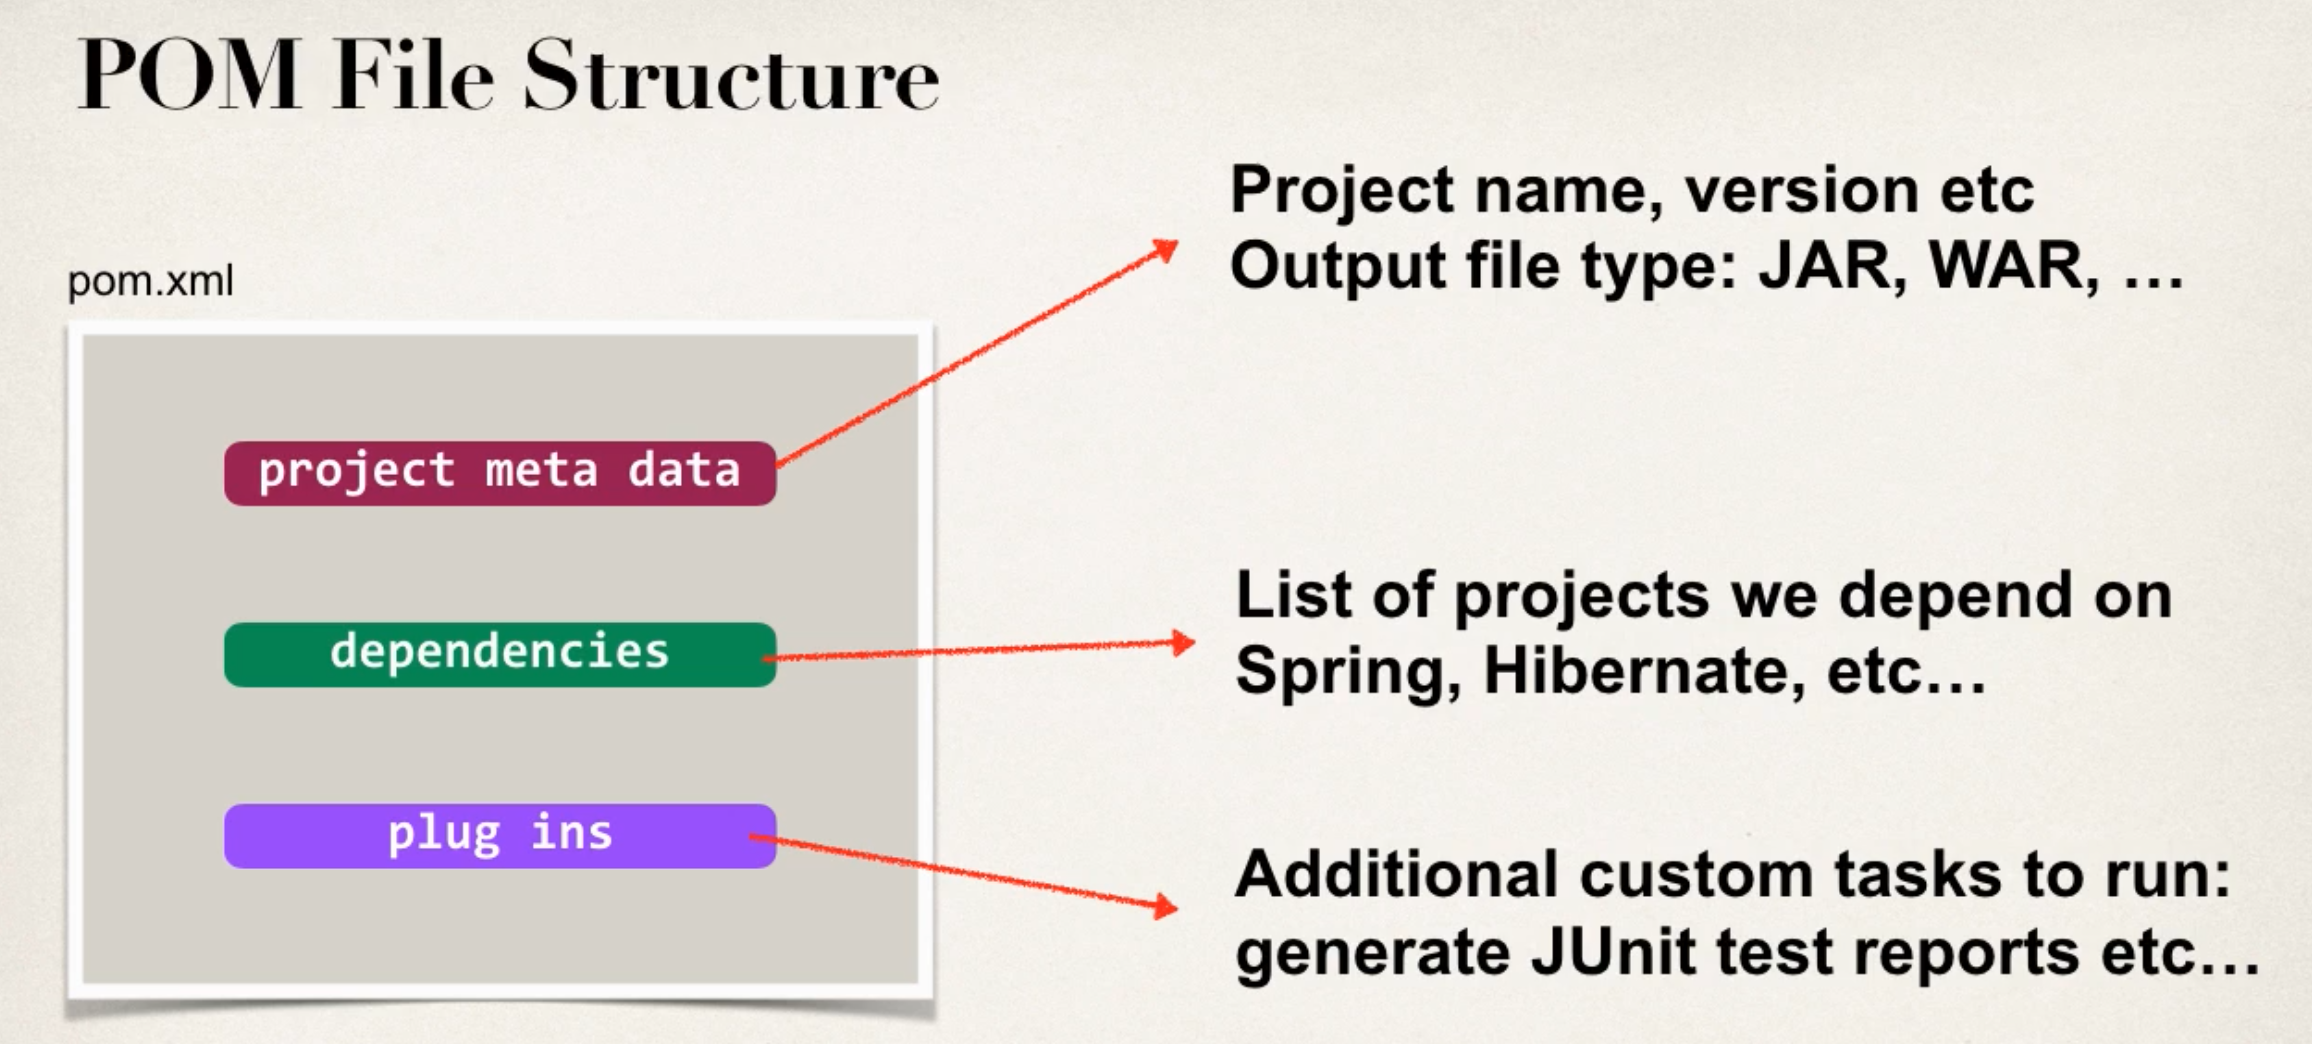 POM File Structure
pom.xml
project meta data
dependencies
plug ins
Project name, version etc
Output file type: JAR, WAR, …
List of projects we depend on
Spring, Hibernate, etc…
Additional custom tasks to run:
generate JUnit test reports etc…